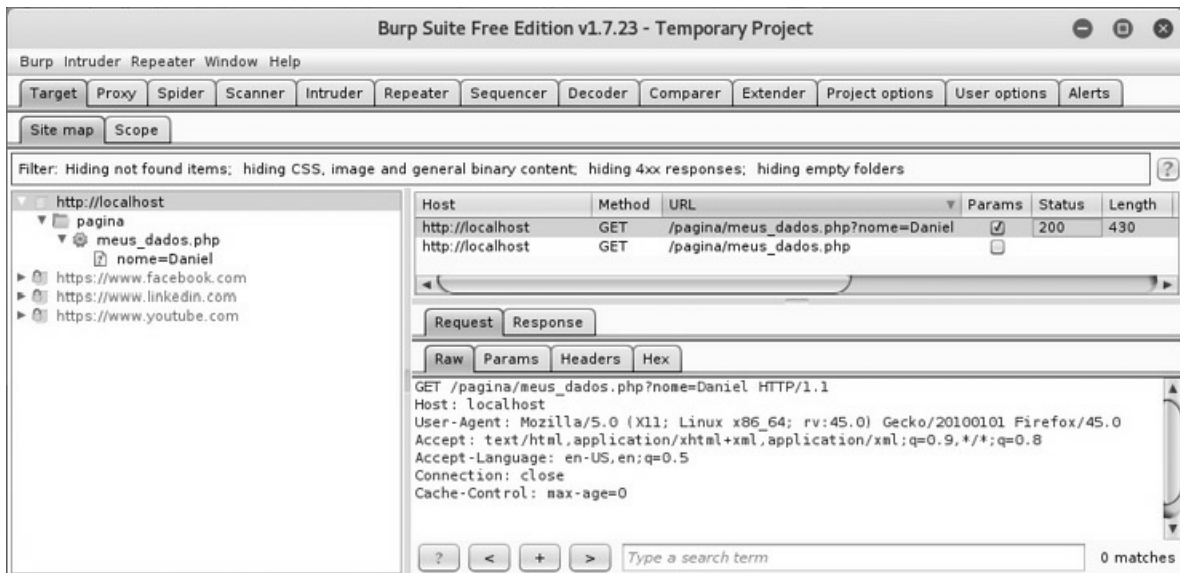 Burp Suite Free Edition v1.7.23 - Temporary Project
Burp Intruder Repeater Window Help
Target Proxy Spider Scanner Intruder Repeater Sequencer Decoder Comparer Extender Project options User options Alerts
Site map Scope
Filter: Hiding not found items; hiding CSS, image and general binary content; hiding 4xx responses; hiding empty folders ?
http://localhost
pagina
meus_dados.php
nome=Daniel
https://www.facebook.com
https://www.linkedin.com
https://www.youtube.com
Host Method URL Params Status Length
http://localhost GET /pagina/meus_dados.php?nome=Daniel 200 430
http://localhost GET /pagina/meus_dados.php
Request Response
Raw Params Headers Hex
GET /pagina/meus_dados.php?nome=Daniel HTTP/1.1
Host: localhost
User-Agent: Mozilla/5.0 (X11; Linux x86_64; rv:45.0) Gecko/20100101 Firefox/45.0
Accept: text/html,application/xhtml+xml,application/xml;q=0.9,*/*;q=0.8
Accept-Language: en-US,en;q=0.5
Connection: close
Cache-Control: max-age=0
? < + > Type a search term 0 matches